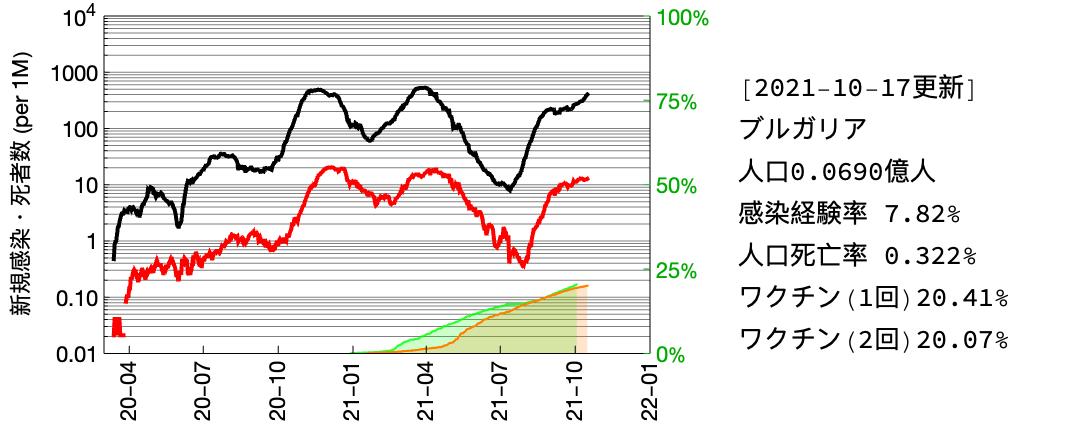 10^4
1000
100
10
1
0.10
0.01
新規感染・死者数 (per 1M)
100%
75%
50%
25%
0%
20-04
20-07
20-10
21-01
21-04
21-07
21-10
22-01
[2021-10-17更新]
ブルガリア
人口0.0690億人
感染経験率 7.82%
人口死亡率 0.322%
ワクチン(1回)20.41%
ワクチン(2回)20.07%